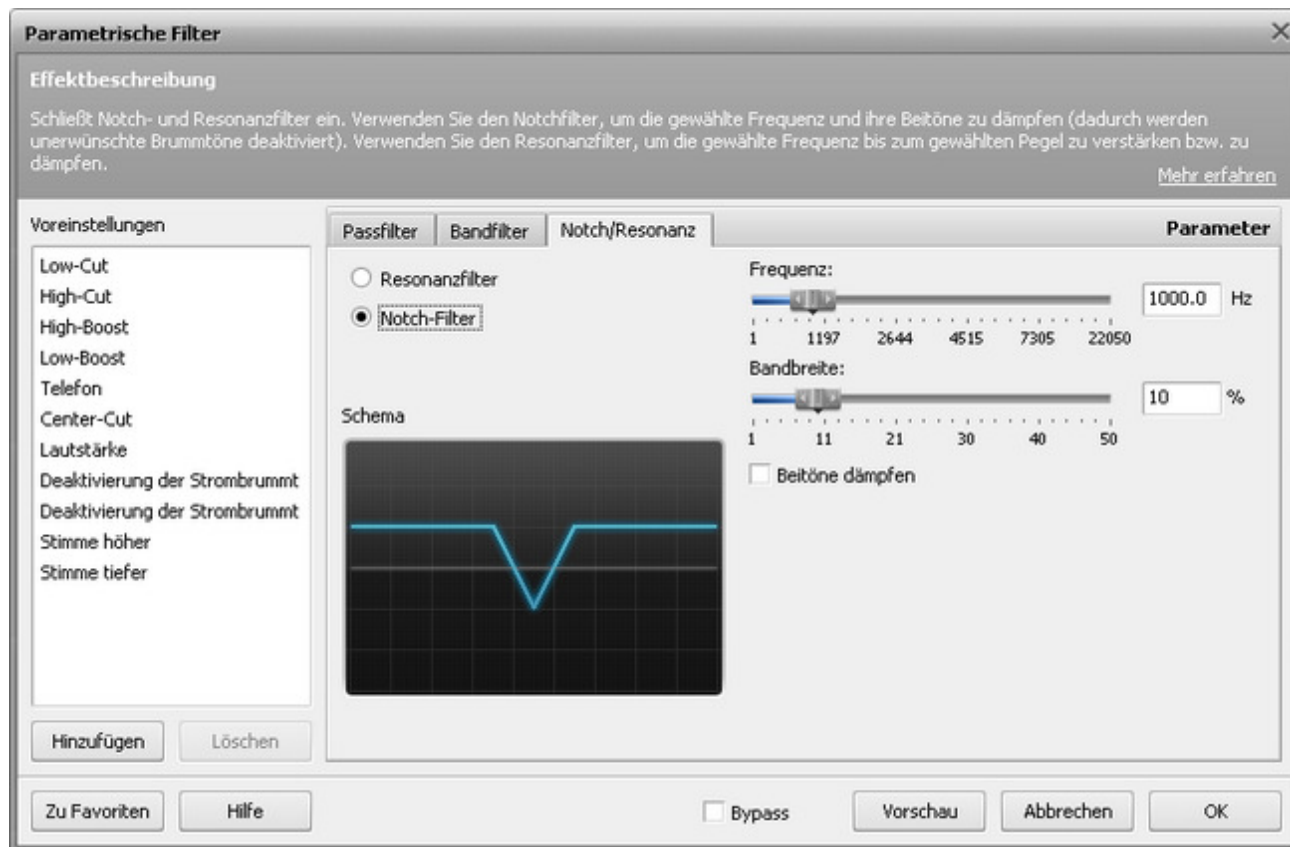 Parametrische Filter
Effektbeschreibung
Schließt Notch- und Resonanzfilter ein. Verwenden Sie den Notchfilter, um die gewählte Frequenz und ihre Beitöne zu dämpfen (dadurch werden
unerwünschte Brummtöne deaktiviert). Verwenden Sie den Resonanzfilter, um die gewählte Frequenz bis zum gewählten Pegel zu verstärken bzw. zu
dämpfen.
Mehr erfahren
Voreinstellungen
Low-Cut
High-Cut
High-Boost
Low-Boost
Telefon
Center-Cut
Lautstärke
Deaktivierung der Strombrummt
Deaktivierung der Strombrummt
Stimme höher
Stimme tiefer
Hinzufügen Löschen
Passfilter Bandfilter Notch/Resonanz Parameter
Resonanzfilter
Notch-Filter
Schema
Frequenz:
1000.0 Hz
1 1197 2644 4515 7305 22050
Bandbreite:
10 %
1 11 21 30 40 50
Beitöne dämpfen
Zu Favoriten Hilfe Bypass Vorschau Abbrechen OK